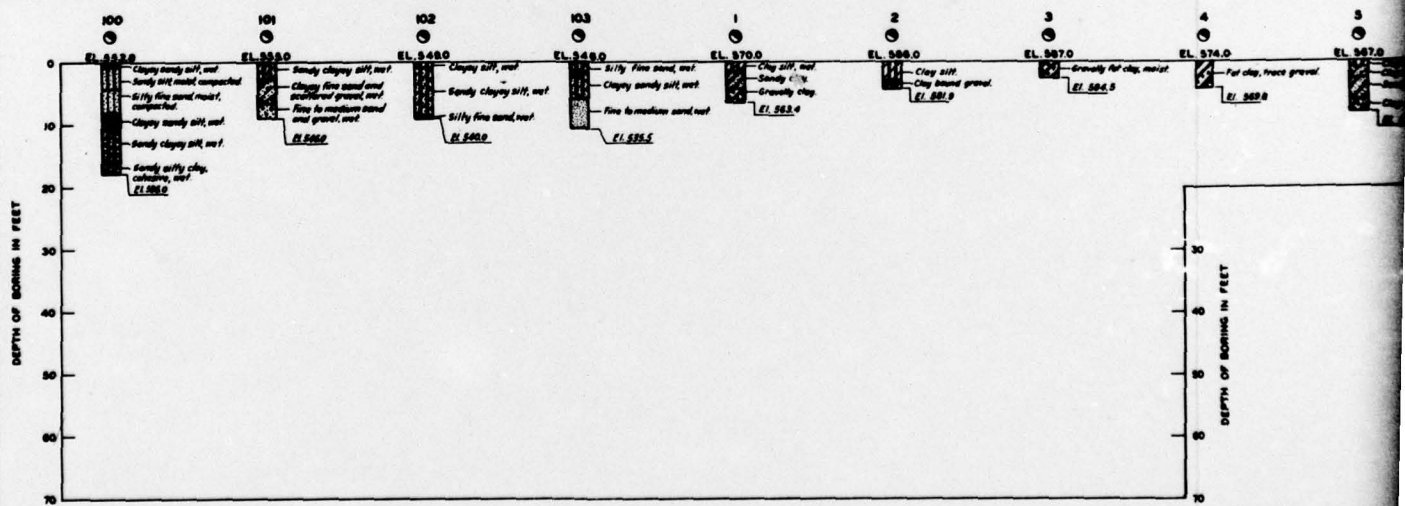 100
EL. 553.8
Clayey sandy silt, wet.
Sandy silt, moist, compacted.
Silty fine sand, moist,
compacted.
Clayey sandy silt, wet.
Sandy clayey silt, wet.
Sandy silty clay,
cohesive, wet.
101
EL. 555.0
Sandy clayey silt, wet.
Clayey fine sand and
scattered gravel, wet.
Fine to medium sand
and gravel, wet.
El. 546.0
102
EL. 549.0
Clayey silt, wet.
Sandy clayey silt, wet.
Silty fine sand, wet.
El. 540.0
103
EL. 546.0
Silty fine sand, wet.
Clayey sandy silt, wet.
Fine to medium sand, wet.
El. 535.5
1
EL. 570.0
Clay silt, wet.
Sandy clay.
Gravelly clay.
El. 563.4
2
Clay silt.
Clay bound gravel.
3
Gravelly fat clay, moist.
4
EL. 574.0
Fat clay, trace gravel.
El. 569.8
5
EL. 567.0
DEPTH OF BORING IN FEET
0
10
20
30
40
50
60
70
DEPTH OF BORING IN FEET
30
40
50
60
70